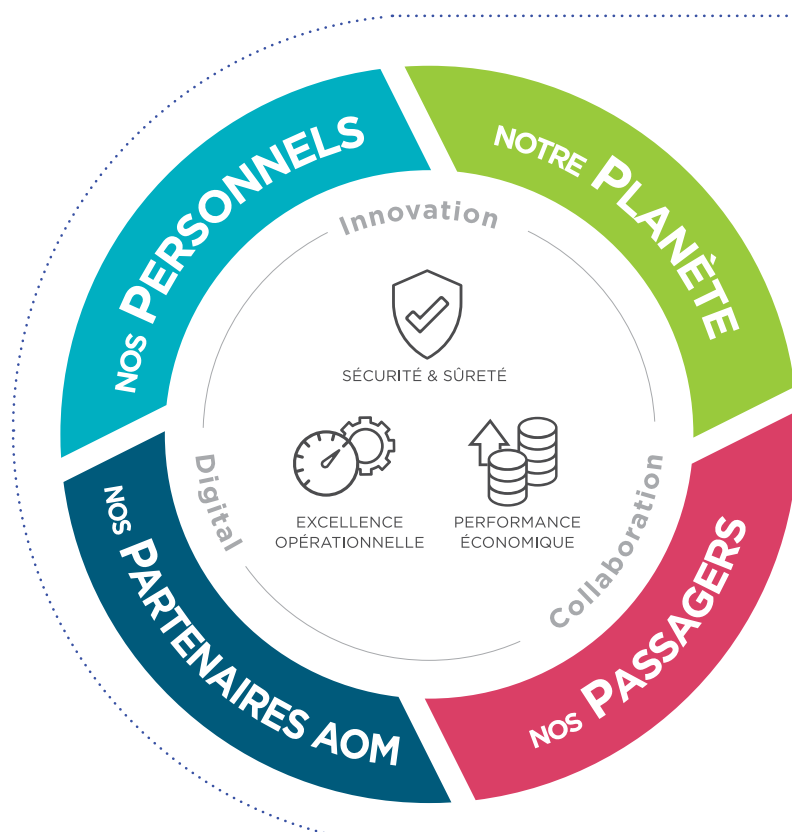 NOS PERSONNELS
NOTRE PLANÈTE
Innovation
SÉCURITÉ & SÛRETÉ
Digital
EXCELLENCE
OPÉRATIONNELLE
PERFORMANCE
ÉCONOMIQUE
Collaboration
NOS PARTENAIRES AOM
NOS PASSAGERS